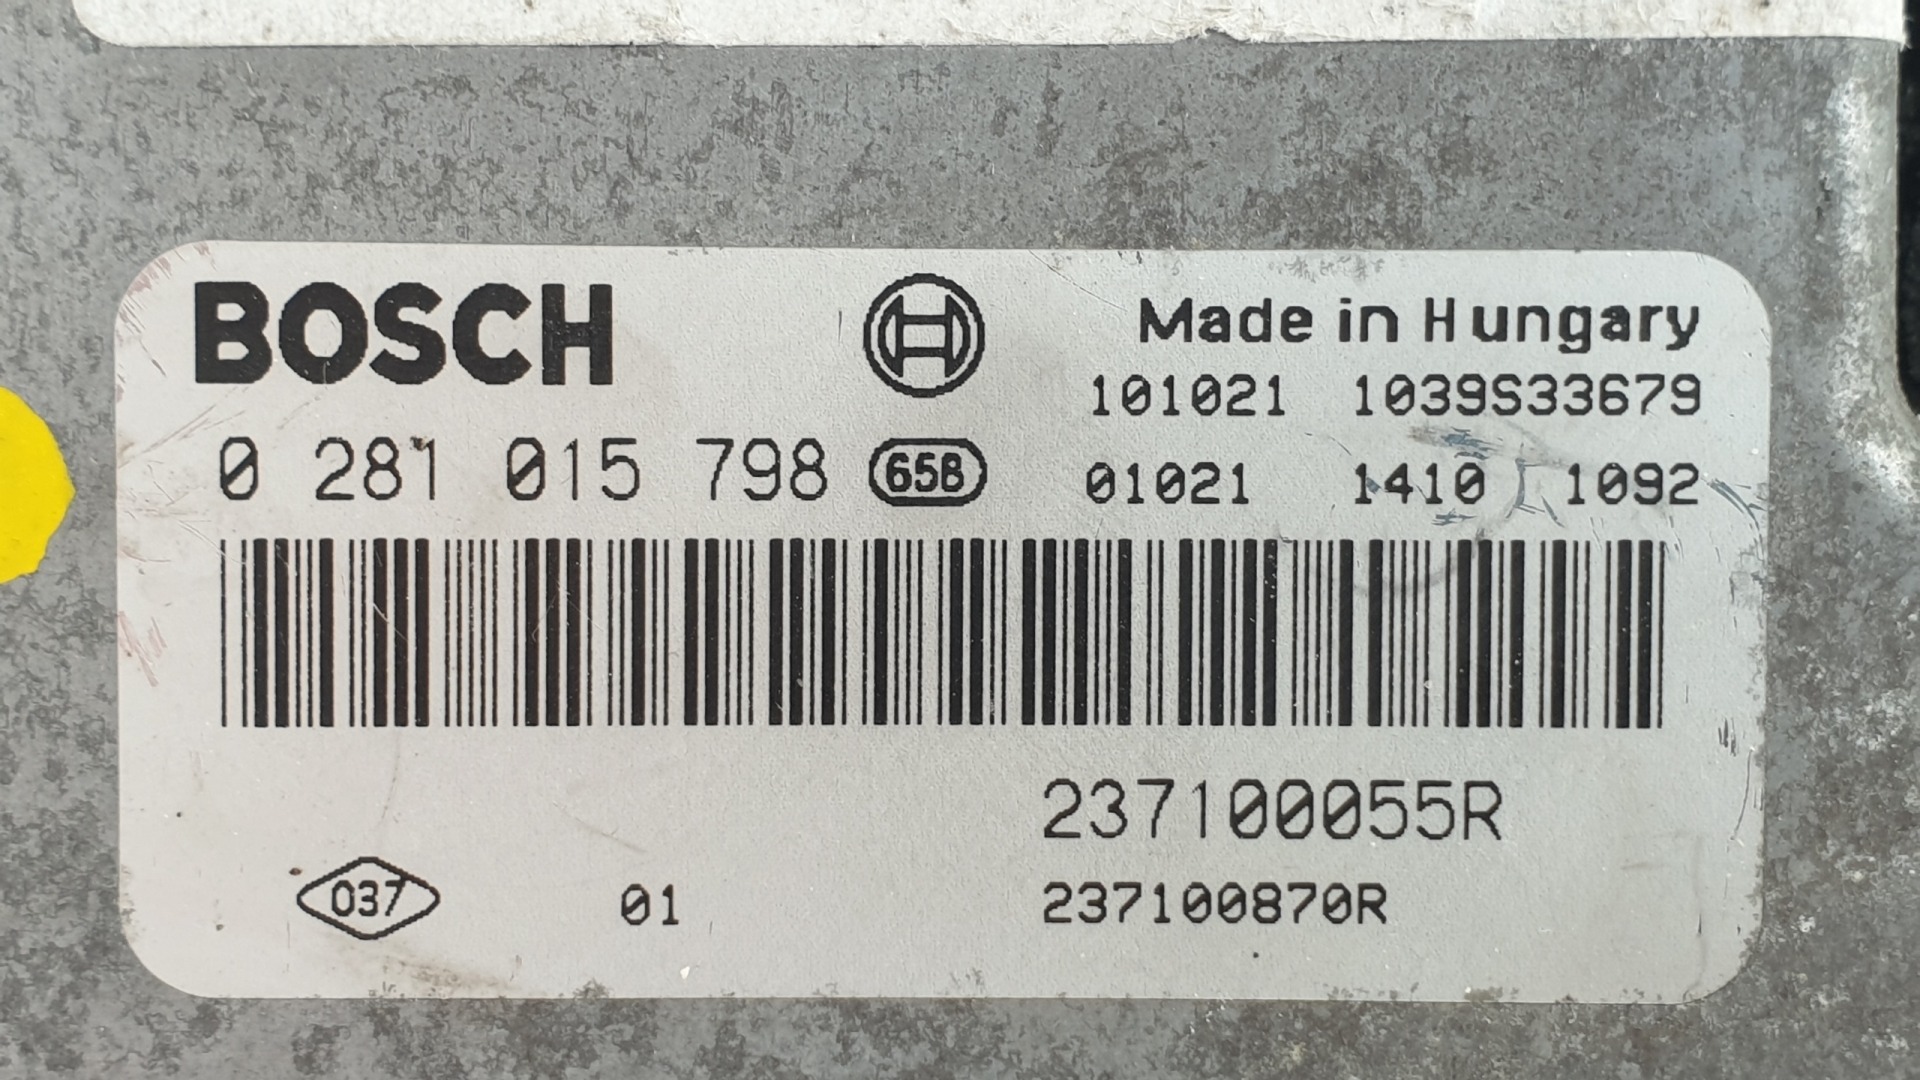 BOSCH
Made in Hungary
101021 1039S33679
0 281 015 798 65B 01021 1410 1092
237100055R
037 01 237100870R